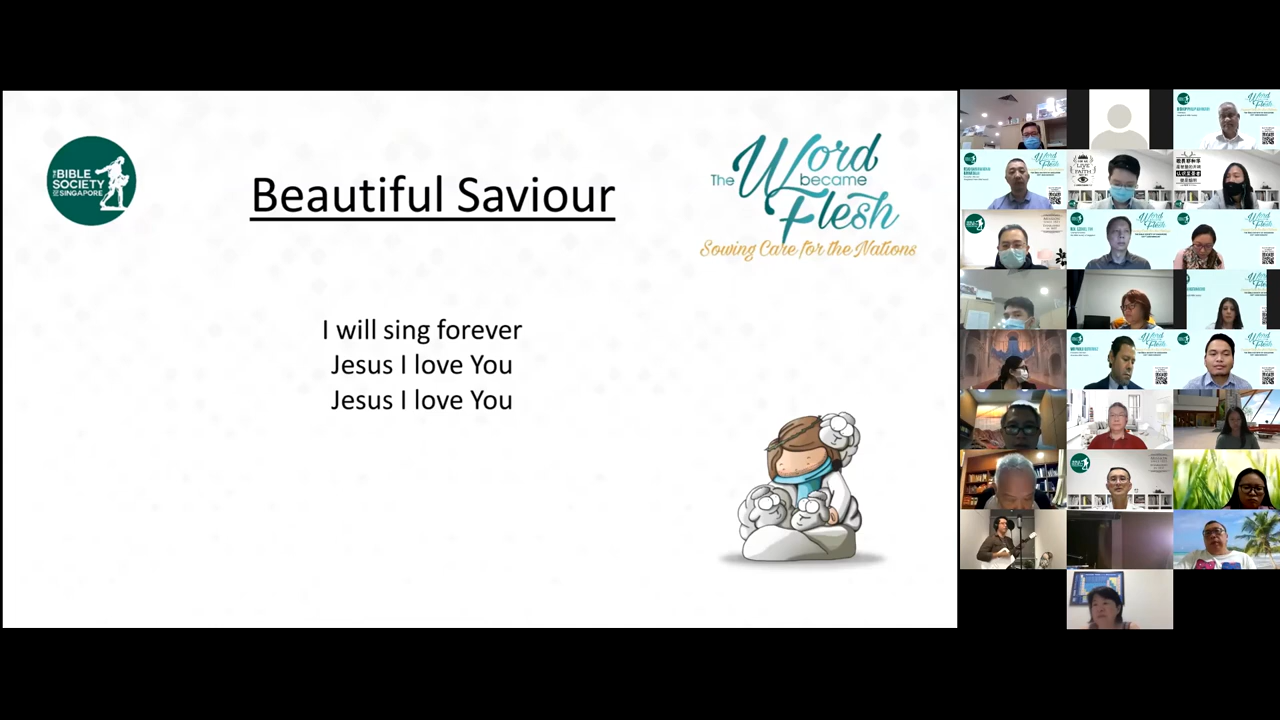 THE BIBLE
SOCIETY
OF SINGAPORE
Beautiful Saviour
The Word
became
Flesh
Sowing Care for the Nations
I will sing forever
Jesus I love You
Jesus I love You